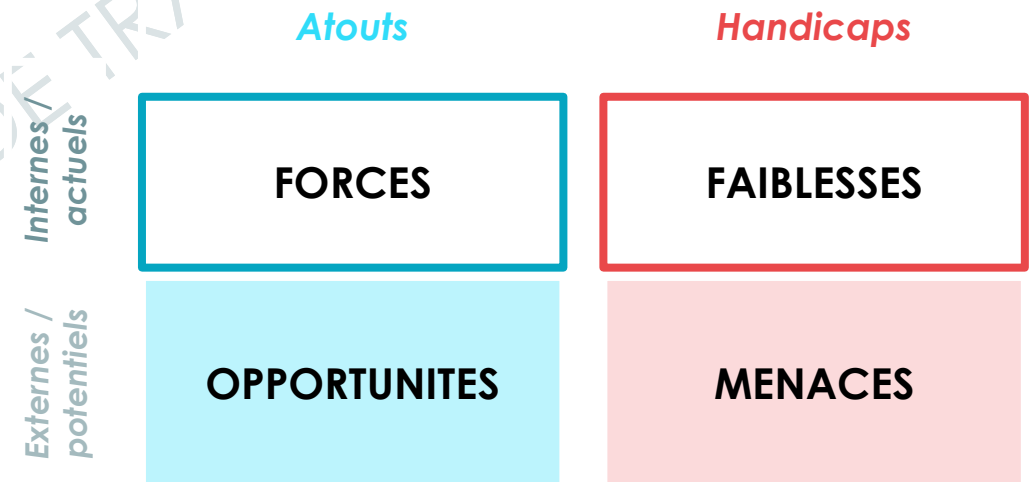 Atouts
Handicaps
Internes /
actuels
FORCES
FAIBLESSES
Externes /
potentiels
OPPORTUNITES
MENACES